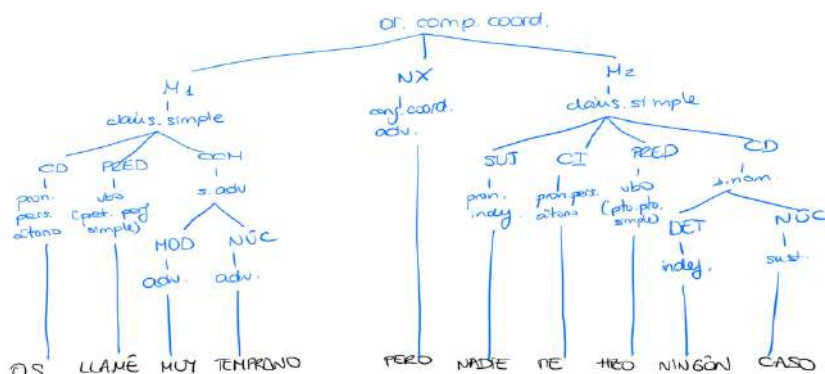 or. comp. coord.
M1 NX M2
claús. simple conj. coord. adv. claús. simple
CD PRED CCM SUJ CI PRED CD
pron. pers. átono vbo (pret. perf. simple) s. adv pron. indef. pron. pers. átono vbo (pto. pto. simple) s. nom
MOD NÚC DET NÚC
adv. adv. indef. sust.
OS LLAMÉ MUY TEMPRANO PERO NADIE ME HIZO NINGÚN CASO